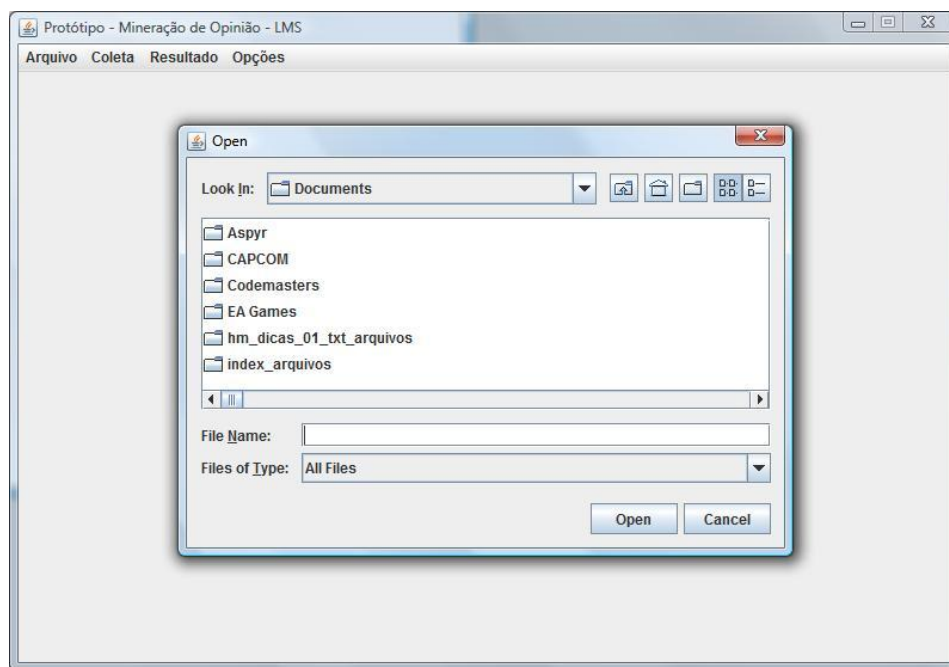 Protótipo - Mineração de Opinião - LMS
Arquivo Coleta Resultado Opções
Open
Look In: Documents
Aspyr
CAPCOM
Codemasters
EA Games
hm_dicas_01_txt_arquivos
index_arquivos
File Name:
Files of Type: All Files
Open Cancel